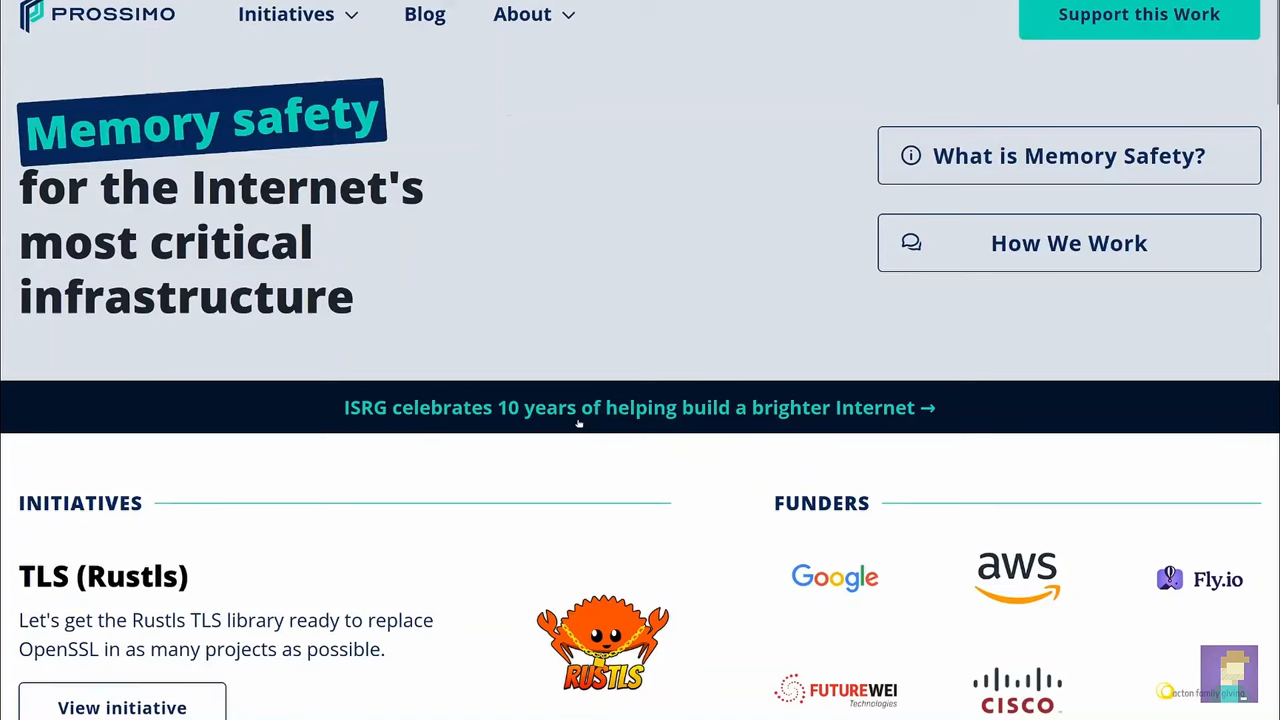 PROSSIMO
Initiatives
Blog
About
Support this Work
Memory safety
for the Internet's
most critical
infrastructure
What is Memory Safety?
How We Work
ISRG celebrates 10 years of helping build a brighter Internet →
INITIATIVES
FUNDERS
TLS (Rustls)
Let's get the Rustls TLS library ready to replace
OpenSSL in as many projects as possible.
View initiative
RUSTLS
Google
aws
Fly.io
FUTUREWEI
Technologies
CISCO
acton family giving